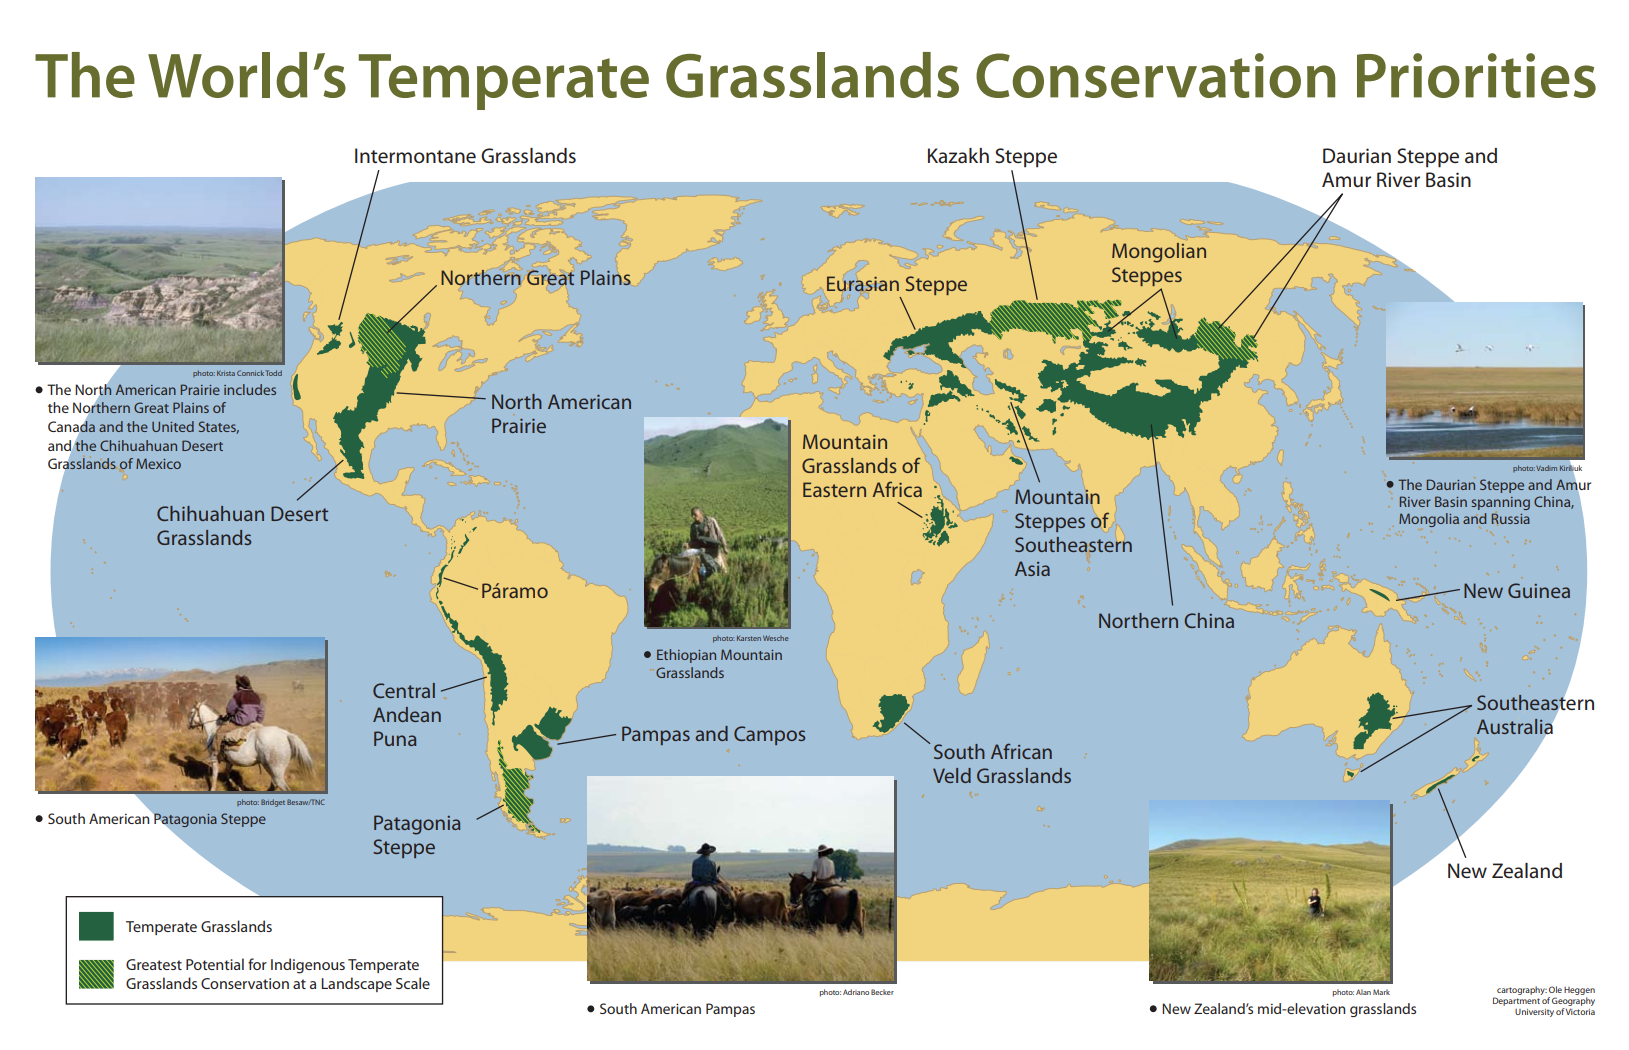 The World's Temperate Grasslands Conservation Priorities
Intermontane Grasslands
Kazakh Steppe
Daurian Steppe and
Amur River Basin
Northern Great Plains
Eurasian Steppe
Mongolian
Steppes
photo: Krista Connick Todd
• The North American Prairie includes
the Northern Great Plains of
Canada and the United States,
and the Chihuahuan Desert
Grasslands of Mexico
North American
Prairie
Chihuahuan Desert
Grasslands
Mountain
Grasslands of
Eastern Africa
Mountain
Steppes of
Southeastern
Asia
photo: Vadim Kiriliuk
• The Daurian Steppe and Amur
River Basin spanning China,
Mongolia and Russia
Páramo
Northern China
New Guinea
photo: Karsten Wesche
• Ethiopian Mountain
Grasslands
Central
Andean
Puna
Pampas and Campos
South African
Veld Grasslands
Southeastern
Australia
photo: Bridget Besaw/TNC
• South American Patagonia Steppe
Patagonia
Steppe
New Zealand
Temperate Grasslands
Greatest Potential for Indigenous Temperate
Grasslands Conservation at a Landscape Scale
photo: Adriano Becker
• South American Pampas
photo: Alan Mark
• New Zealand's mid-elevation grasslands
cartography: Ole Heggen
Department of Geography
University of Victoria